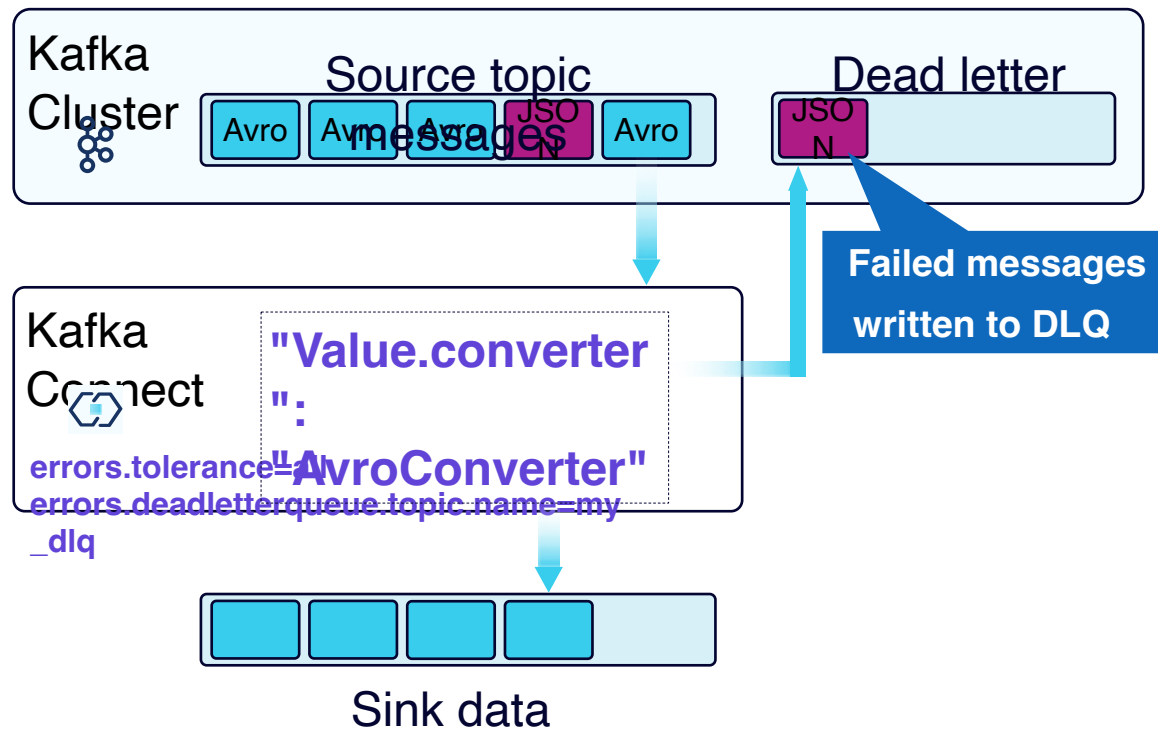 Kafka
Cluster
Source topic
messages
Avro
Avro
Avro
JSO
N
Avro
Dead letter
JSO
N
Failed messages
written to DLQ
Kafka
Connect
"Value.converter
":
"AvroConverter"
errors.tolerance=all
errors.deadletterqueue.topic.name=my
_dlq
Sink data